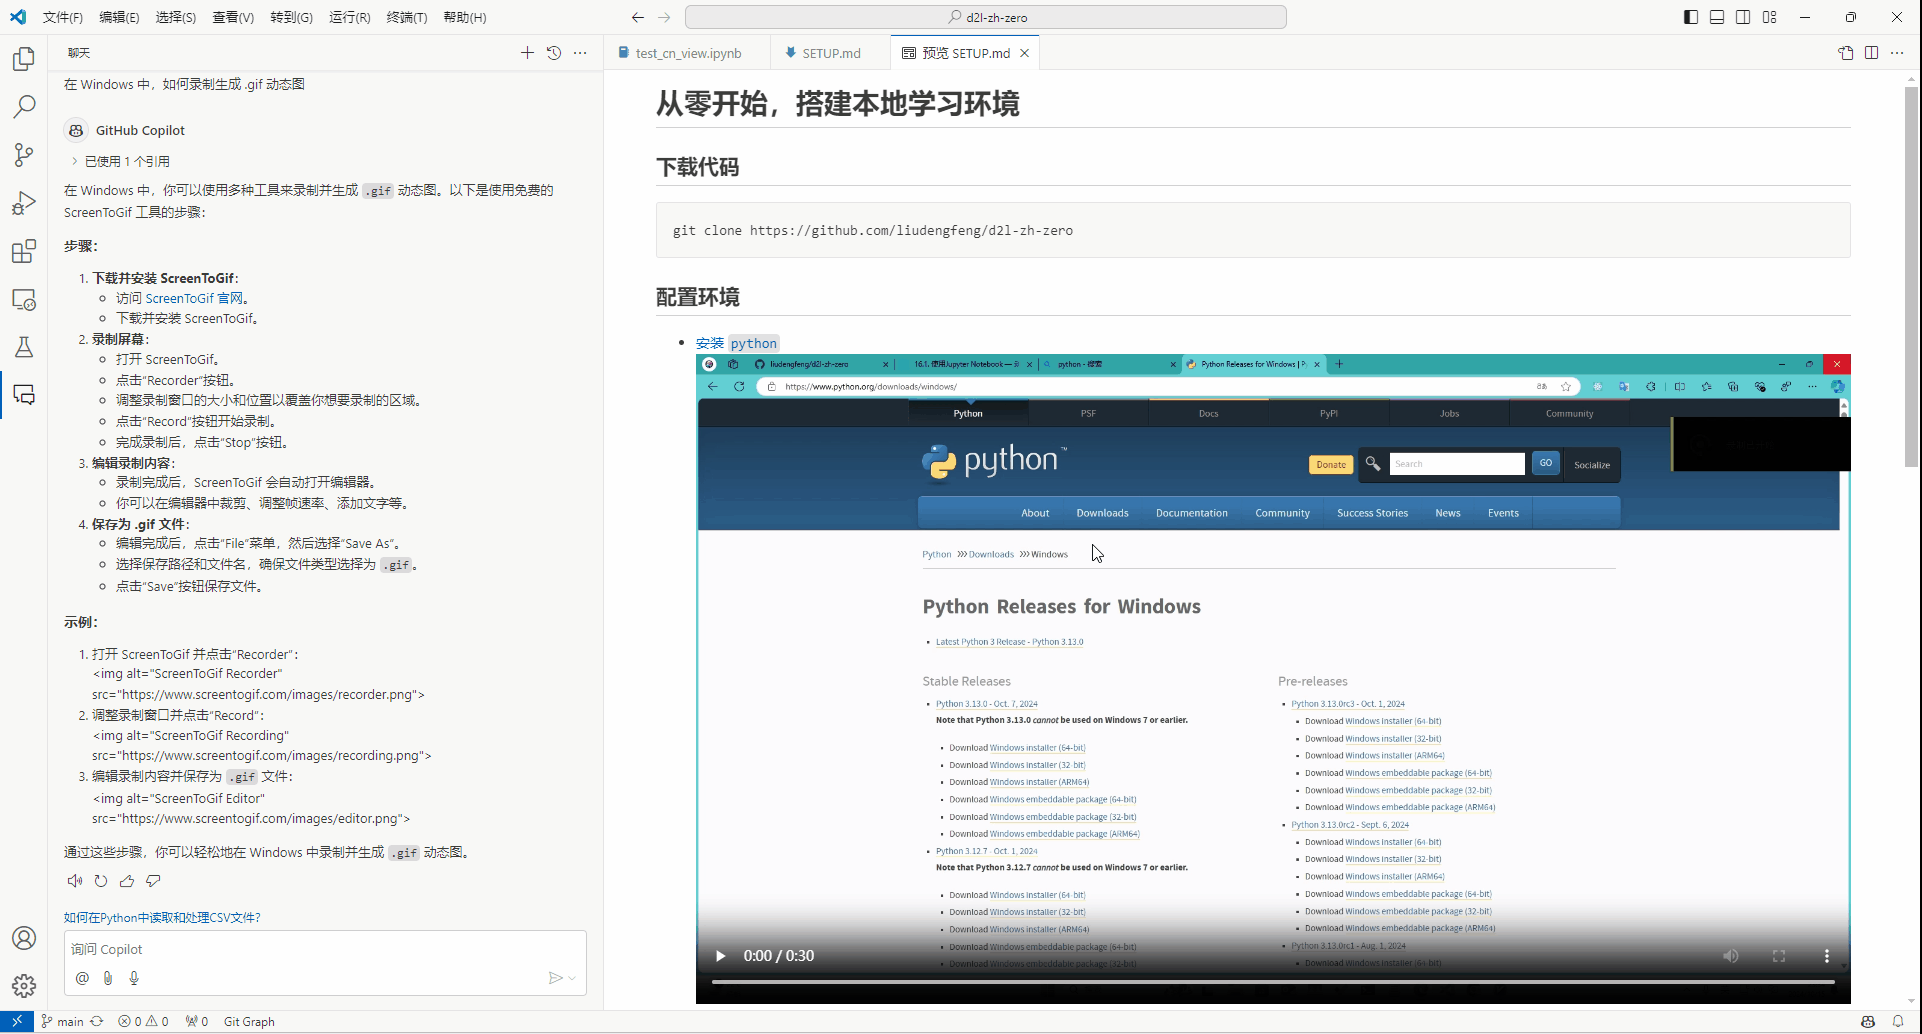 文件(F) 编辑(E) 选择(S) 查看(V) 转到(G) 运行(R) 终端(T) 帮助(H)
d2l-zh-zero
聊天
在 Windows 中，如何录制生成 .gif 动态图
GitHub Copilot
已使用 1 个引用
在 Windows 中，你可以使用多种工具来录制并生成 .gif 动态图。以下是使用免费的
ScreenToGif 工具的步骤：
步骤：
1. 下载并安装 ScreenToGif：
访问 ScreenToGif 官网。
下载并安装 ScreenToGif。
2. 录制屏幕：
打开 ScreenToGif。
点击“Recorder”按钮。
调整录制窗口的大小和位置以覆盖你想要录制的区域。
点击“Record”按钮开始录制。
完成录制后，点击“Stop”按钮。
3. 编辑录制内容：
录制完成后，ScreenToGif 会自动打开编辑器。
你可以在编辑器中裁剪、调整帧速率、添加文字等。
4. 保存为 .gif 文件：
编辑完成后，点击“File”菜单，然后选择“Save As”。
选择保存路径和文件名，确保文件类型选择为 .gif。
点击“Save”按钮保存文件。
示例：
1. 打开 ScreenToGif 并点击“Recorder”：
<img alt="ScreenToGif Recorder"
src="https://www.screentogif.com/images/recorder.png">
2. 调整录制窗口并点击“Record”：
<img alt="ScreenToGif Recording"
src="https://www.screentogif.com/images/recording.png">
3. 编辑录制内容并保存为 .gif 文件：
<img alt="ScreenToGif Editor"
src="https://www.screentogif.com/images/editor.png">
通过这些步骤，你可以轻松地在 Windows 中录制并生成 .gif 动态图。
如何在Python中读取和处理CSV文件?
询问 Copilot
test_cn_view.ipynb SETUP.md 预览 SETUP.md
从零开始，搭建本地学习环境
下载代码
git clone https://github.com/liudengfeng/d2l-zh-zero
配置环境
安装 python
liudengfeng/d2l-zh-zero 16.1. 使用Jupyter Notebook — python - 搜索 Python Releases for Windows |
https://www.python.org/downloads/windows/
Python PSF Docs PyPI Jobs Community
python™
Donate Search GO Socialize
About Downloads Documentation Community Success Stories News Events
Python >>> Downloads >>> Windows
Python Releases for Windows
Latest Python 3 Release - Python 3.13.0
Stable Releases
Python 3.13.0 - Oct. 7, 2024
Note that Python 3.13.0 cannot be used on Windows 7 or earlier.
Download Windows installer (64-bit)
Download Windows installer (32-bit)
Download Windows installer (ARM64)
Download Windows embeddable package (64-bit)
Download Windows embeddable package (32-bit)
Download Windows embeddable package (ARM64)
Python 3.12.7 - Oct. 1, 2024
Note that Python 3.12.7 cannot be used on Windows 7 or earlier.
Download Windows installer (64-bit)
Download Windows installer (32-bit)
Download Windows installer (ARM64)
Download Windows embeddable package (64-bit)
Download Windows embeddable package (32-bit)
Pre-releases
Python 3.13.0rc3 - Oct. 1, 2024
Download Windows installer (64-bit)
Download Windows installer (32-bit)
Download Windows installer (ARM64)
Download Windows embeddable package (64-bit)
Download Windows embeddable package (32-bit)
Download Windows embeddable package (ARM64)
Python 3.13.0rc2 - Sept. 6, 2024
Download Windows installer (64-bit)
Download Windows installer (32-bit)
Download Windows installer (ARM64)
Download Windows embeddable package (64-bit)
Download Windows embeddable package (32-bit)
Download Windows embeddable package (ARM64)
Python 3.13.0rc1 - Aug. 1, 2024
Download Windows installer (64-bit)
0:00 / 0:30
main 0 0 0 Git Graph